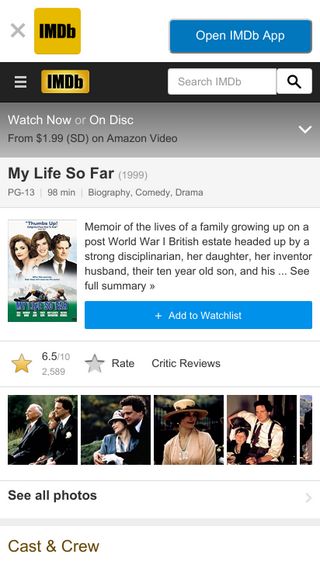 IMDb
Open IMDb App
IMDb
Search IMDb
Watch Now or On Disc
From $1.99 (SD) on Amazon Video
My Life So Far (1999)
PG-13 | 98 min | Biography, Comedy, Drama
"Thumbs Up!"
MY LIFE SO FAR
Memoir of the lives of a family growing up on a
post World War I British estate headed up by a
strong disciplinarian, her daughter, her inventor
husband, their ten year old son, and his ... See
full summary »
+ Add to Watchlist
6.5/10
2,589
Rate
Critic Reviews
See all photos
Cast & Crew